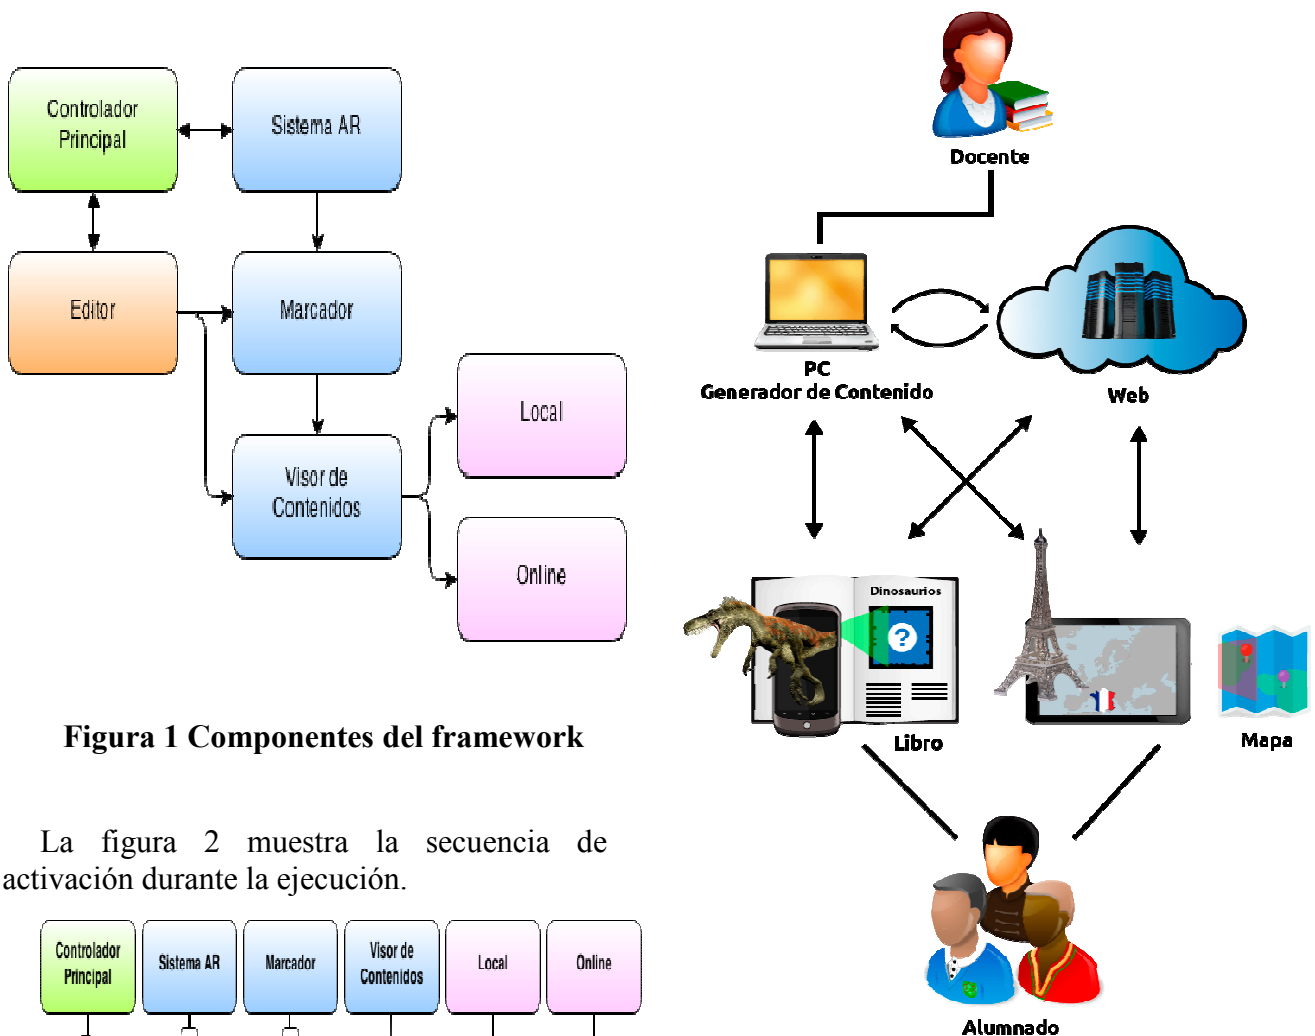 Controlador
Principal
Sistema AR
Editor
Marcador
Local
Visor de
Contenidos
Online
Figura 1 Componentes del framework
La figura 2 muestra la secuencia de
activación durante la ejecución.
Controlador
Principal
Sistema AR
Marcador
Visor de
Contenidos
Local
Online
Docente
PC
Generador de Contenido
Web
Dinosaurios
?
Libro
Mapa
Alumnado